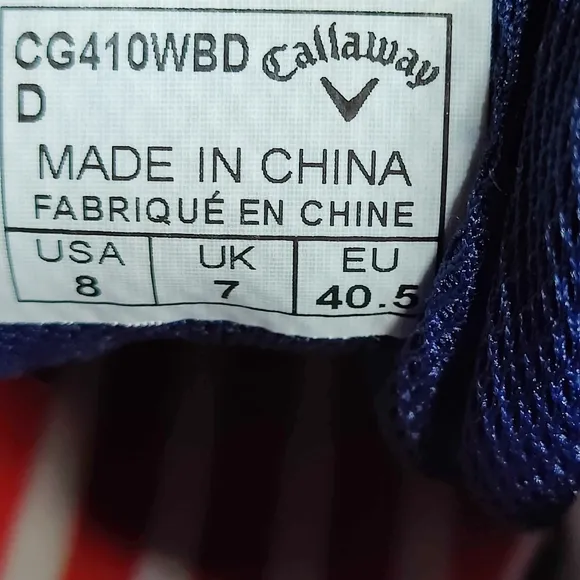 CG410WBD Callaway
D
MADE IN CHINA
FABRIQUÉ EN CHINE
USA UK EU
8 7 40.5